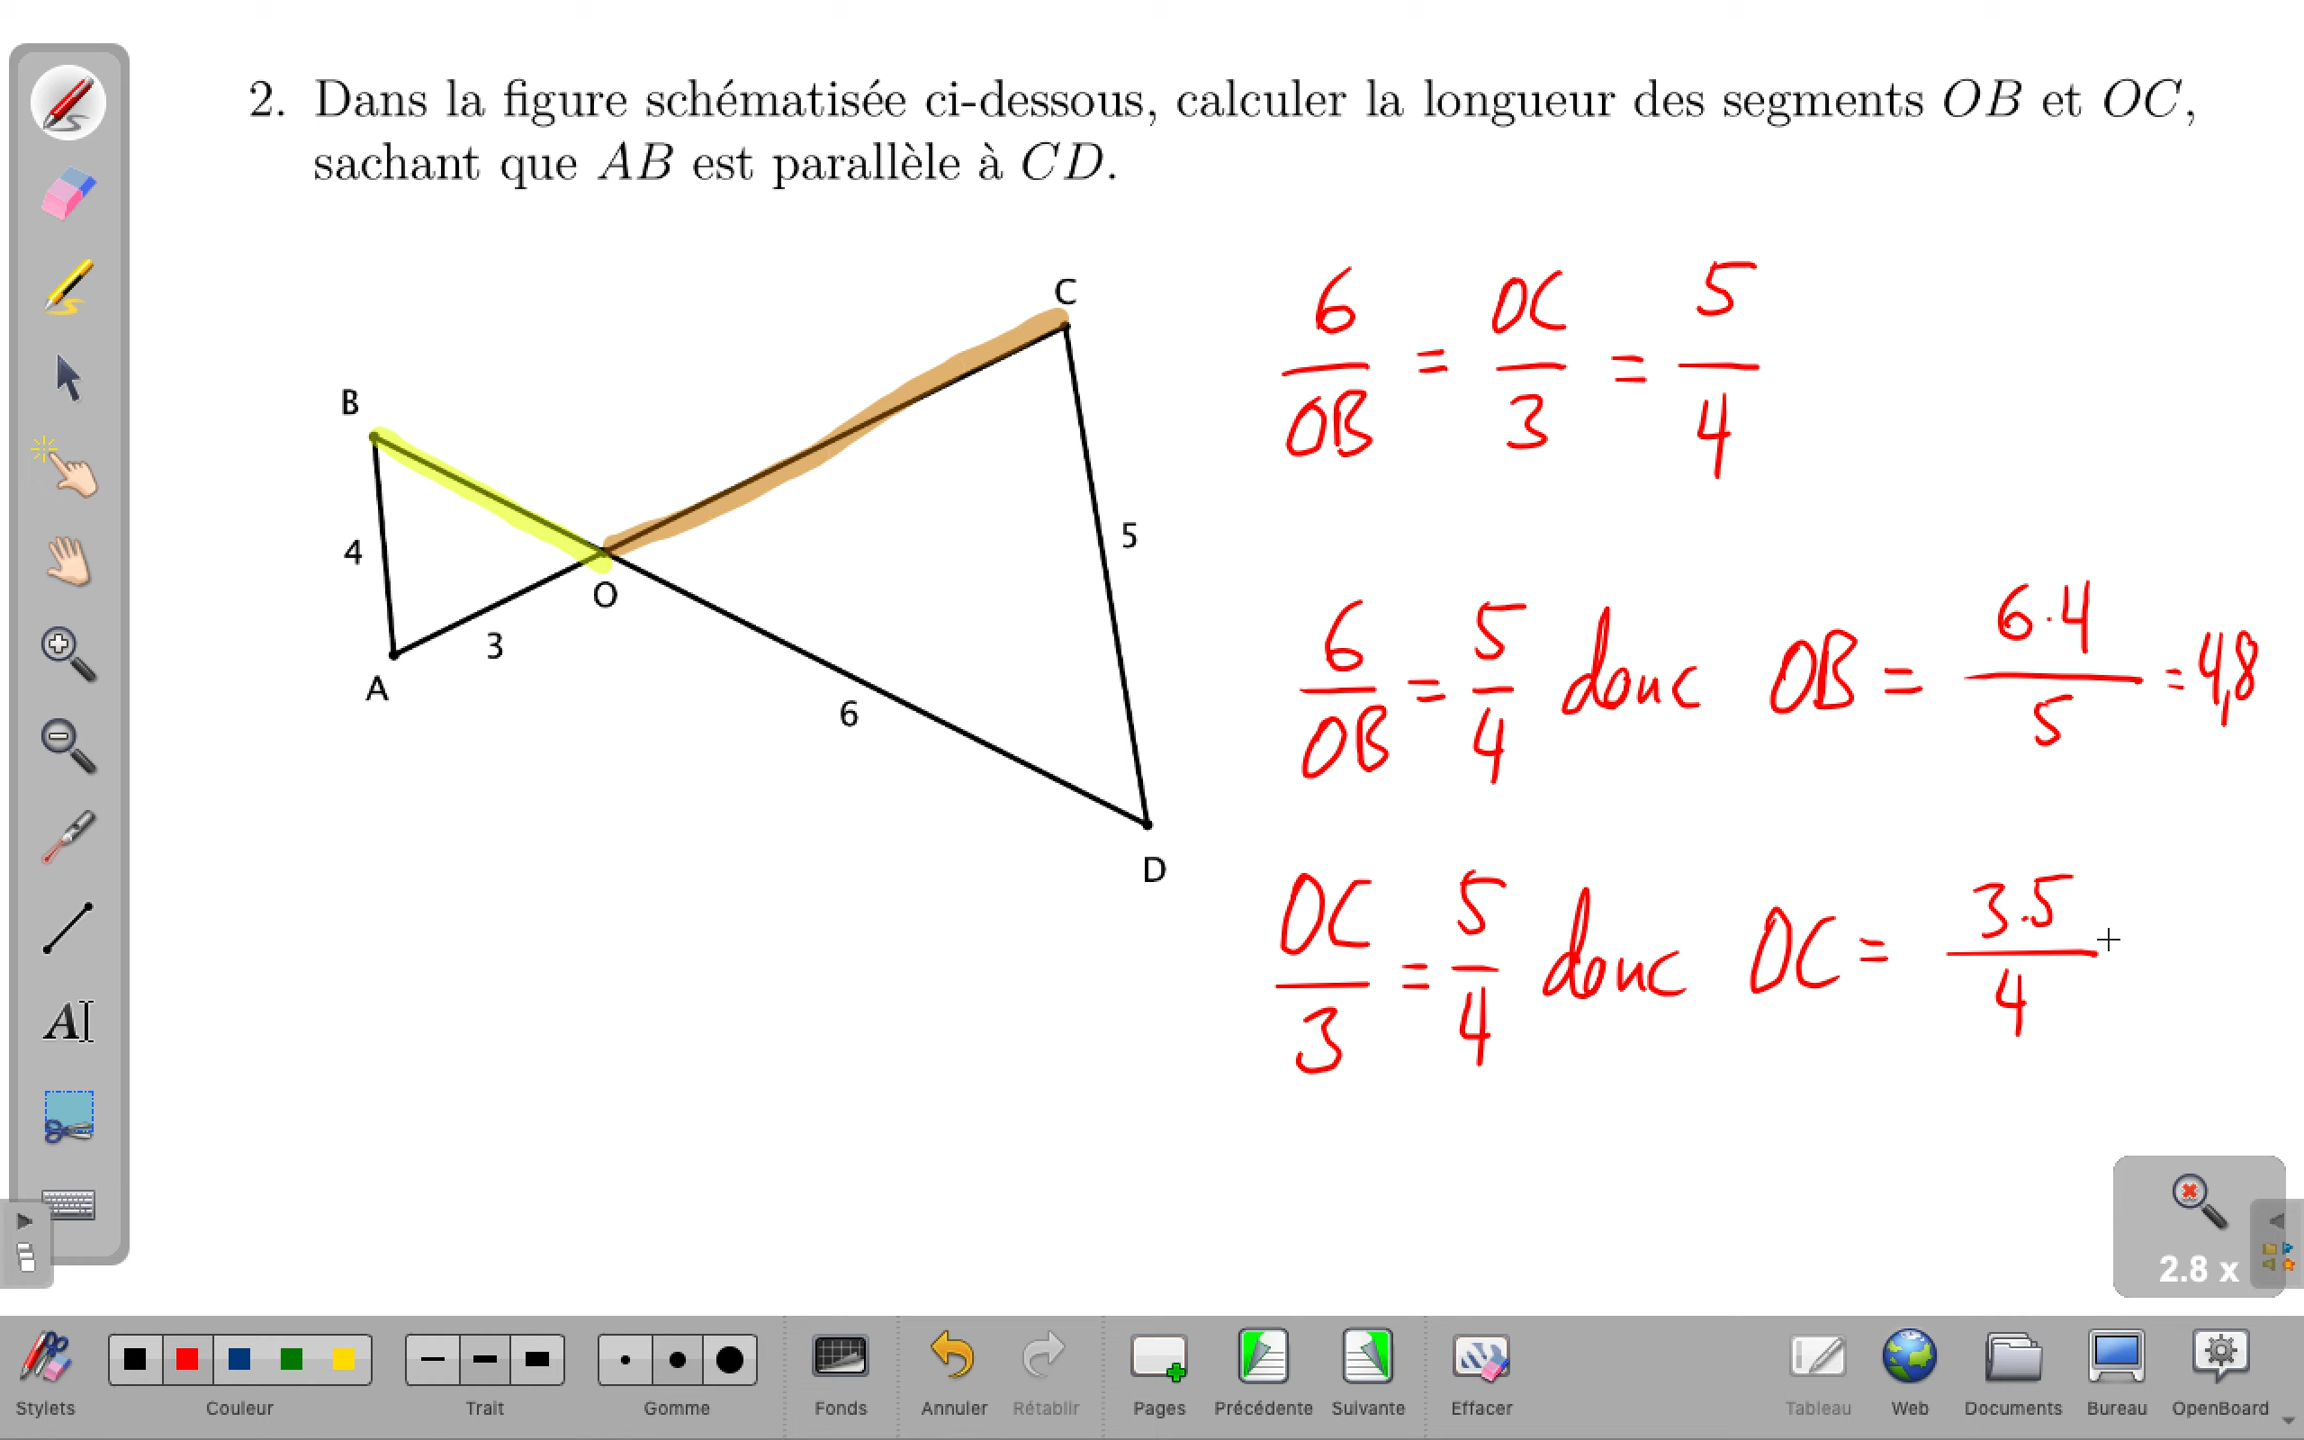 2. Dans la figure schématisée ci-dessous, calculer la longueur des segments OB et OC,
sachant que AB est parallèle à CD.
C
B
4
5
O
3
A
6
D
6/OB = OC/3 = 5/4
6/OB = 5/4 donc OB = 6·4/5 = 4,8
OC/3 = 5/4 donc OC = 3·5/4
A
2.8 x
Stylets Couleur Trait Gomme Fonds Annuler Rétablir Pages Précédente Suivante Effacer Tableau Web Documents Bureau OpenBoard